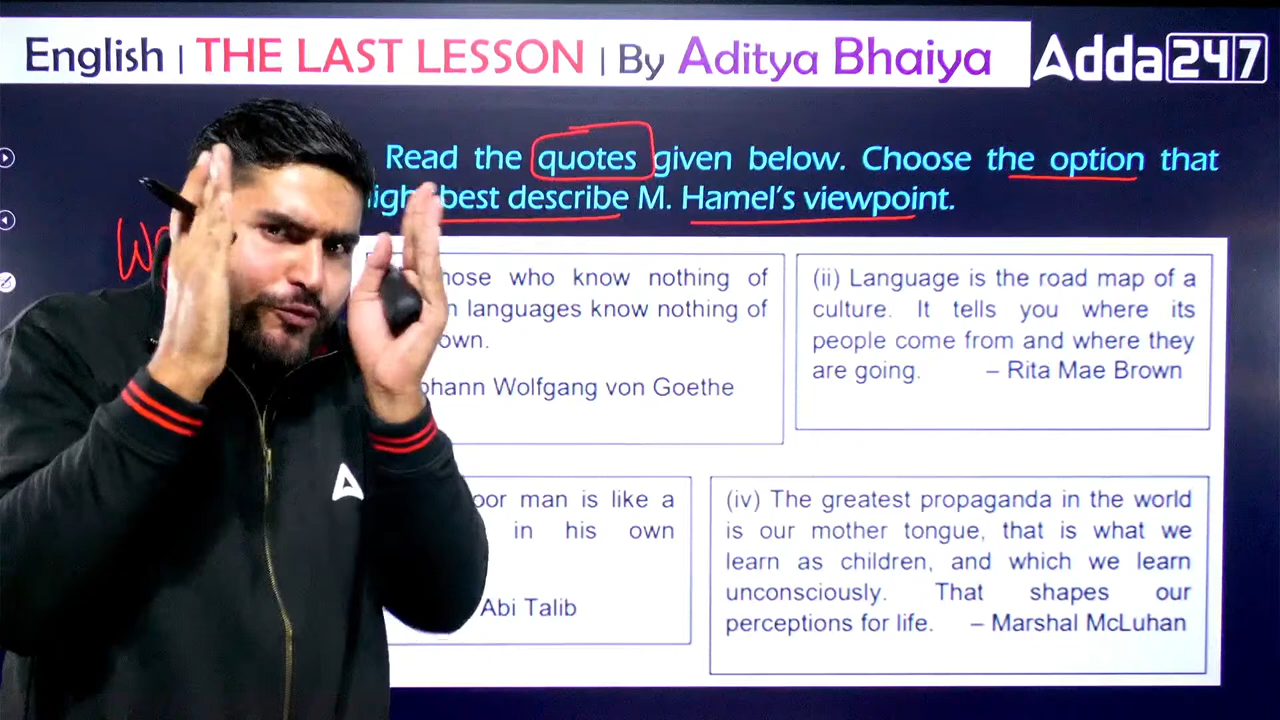 English | THE LAST LESSON | By Aditya Bhaiya
Adda247
Read the quotes given below. Choose the option that
best describe M. Hamel's viewpoint.
who know nothing of
languages know nothing of
own.
Wolfgang von Goethe
(ii) Language is the road map of a
culture. It tells you where its
people come from and where they
are going. – Rita Mae Brown
man is like a
in his own
Abi Talib
(iv) The greatest propaganda in the world
is our mother tongue, that is what we
learn as children, and which we learn
unconsciously. That shapes our
perceptions for life. – Marshal McLuhan